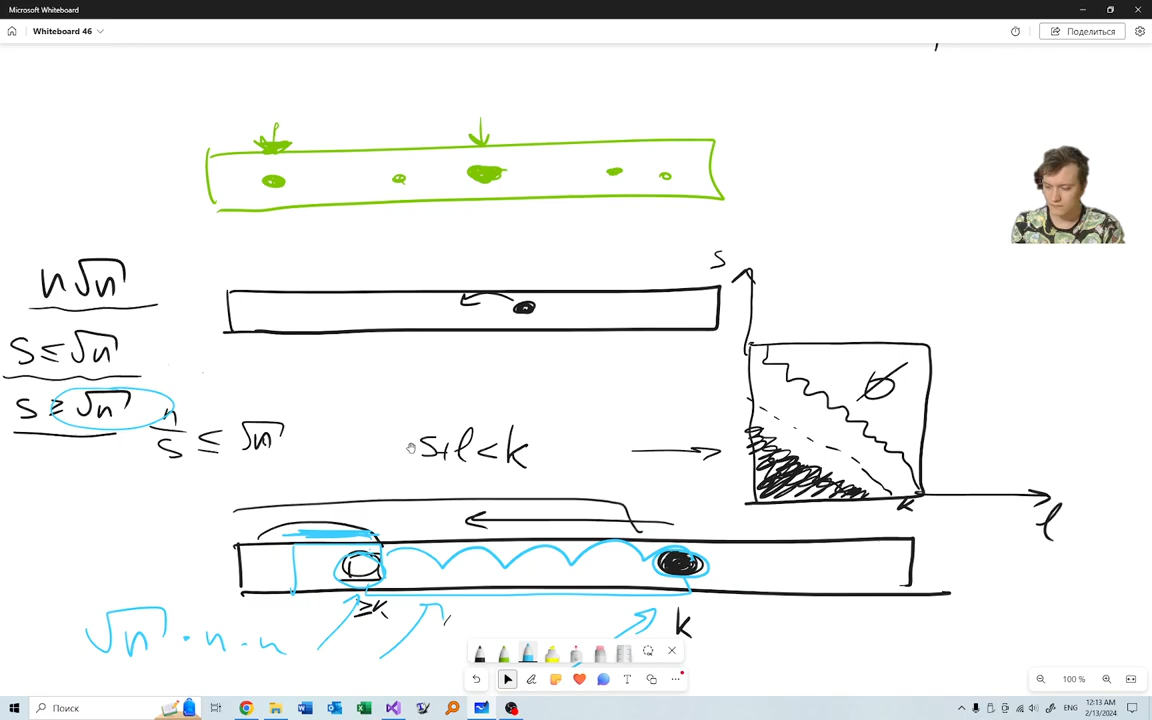 Microsoft Whiteboard
Whiteboard 46
Поделиться
n√n
S ≤ √n
S ≥ √n
n/S ≤ √n
S+l<k
S
k
l
≥k
k
√n · n · n
100 %
Поиск
ENG
12:13 AM
2/13/2024